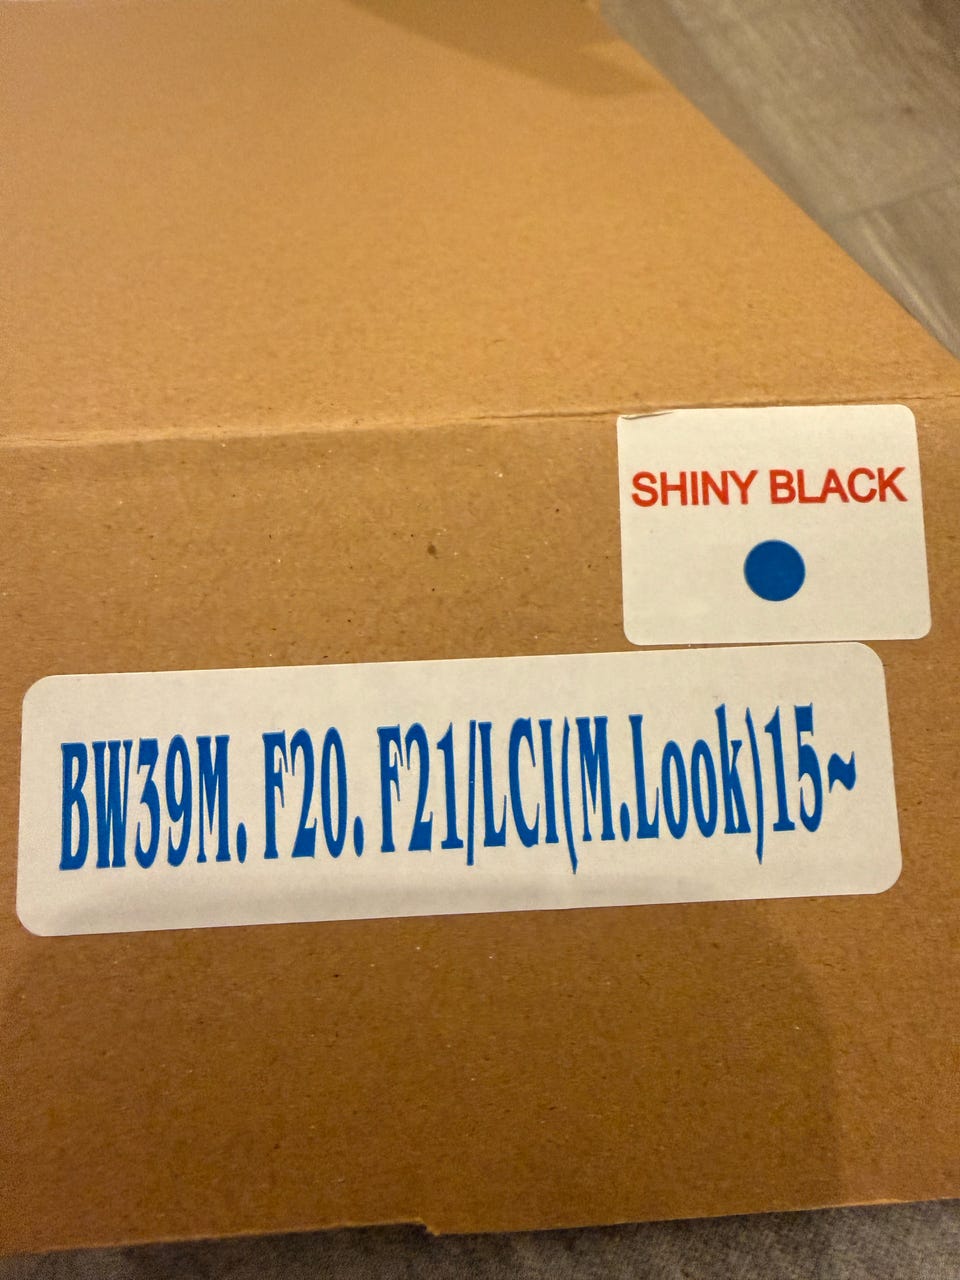 SHINY BLACK
BW39M. F20. F21/LCI(M.Look)15~